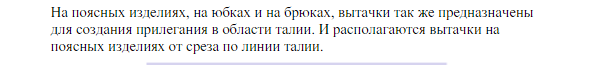 На поясных изделиях, на юбках и на брюках, вытачки так же предназначены
для создания прилегания в области талии. И располагаются вытачки на
поясных изделиях от среза по линии талии.